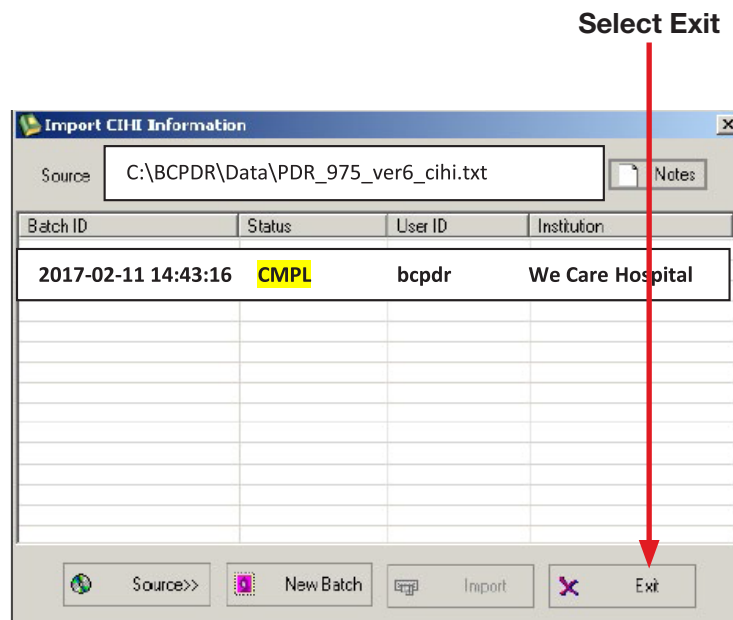 Select Exit
Import CIHI Information
Source C:\BCPDR\Data\PDR_975_ver6_cihi.txt Notes
Batch ID Status User ID Institution
2017-02-11 14:43:16 CMPL bcpdr We Care Hospital
Source>> New Batch Import Exit